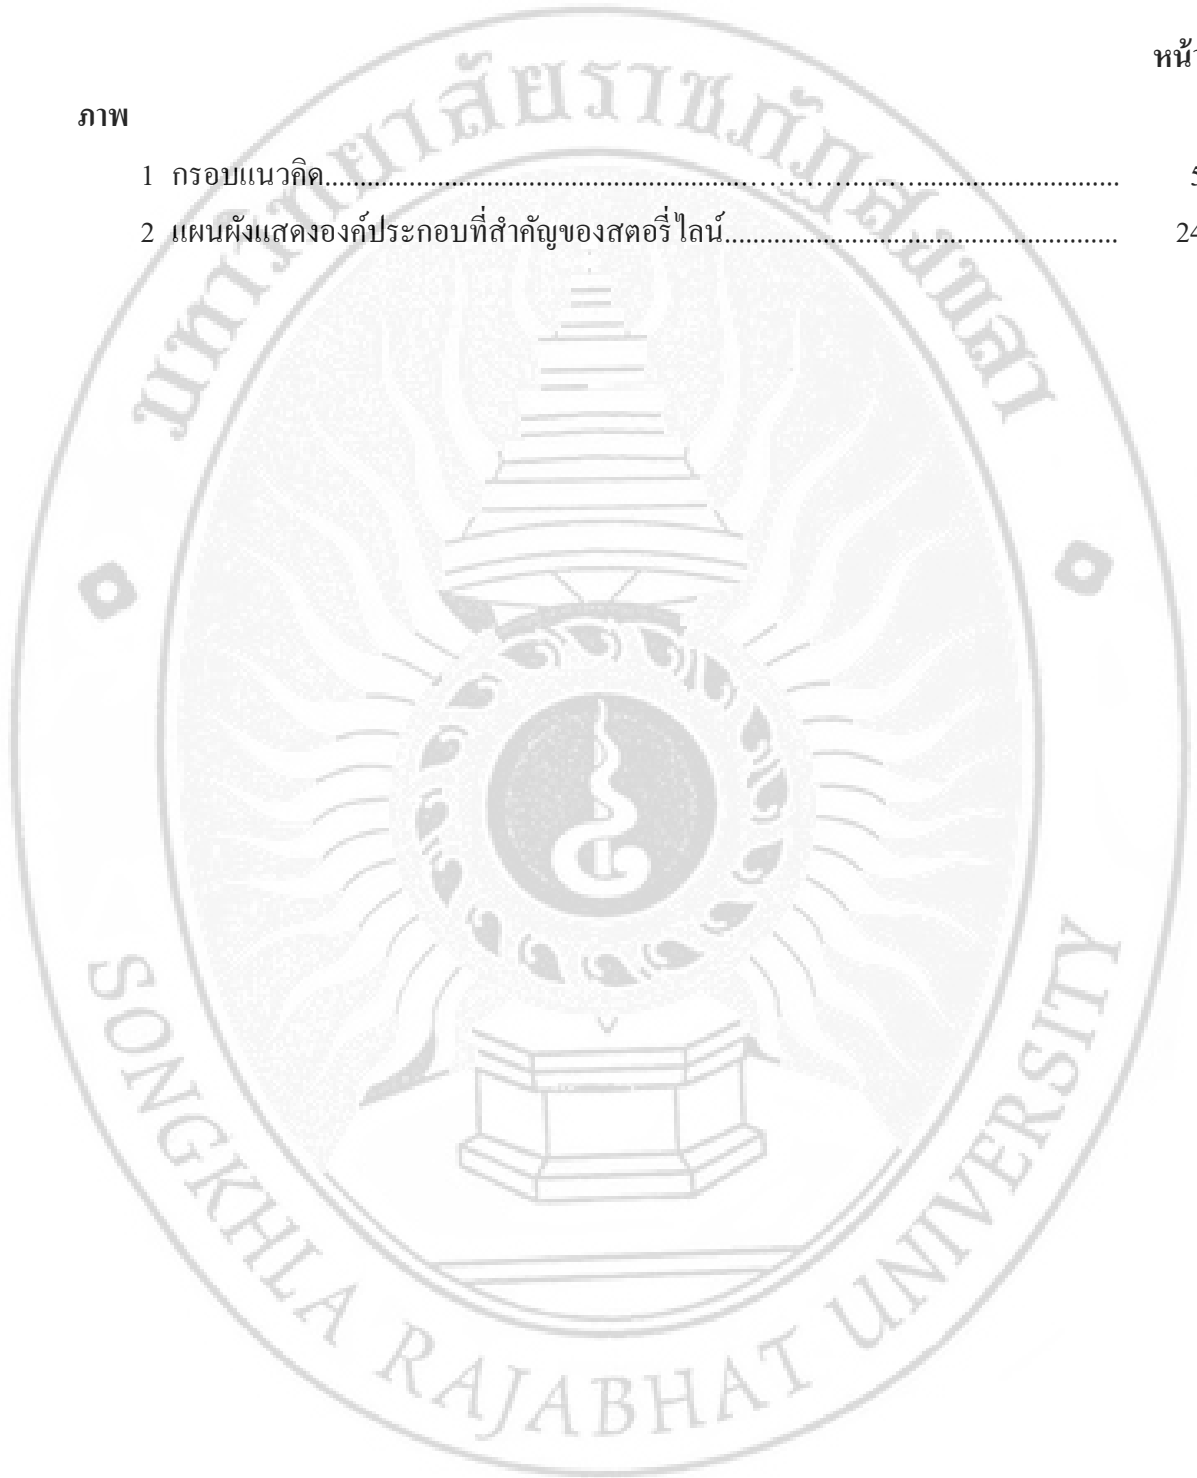 หน้า
ภาพ
1 กรอบแนวคิด........................................................................................................ 5
2 แผนผังแสดงองค์ประกอบที่สำคัญของสตอรี่ไลน์.................................................... 24
มหาวิทยาลัยราชภัฏสงขลา
SONGKHLA RAJABHAT UNIVERSITY